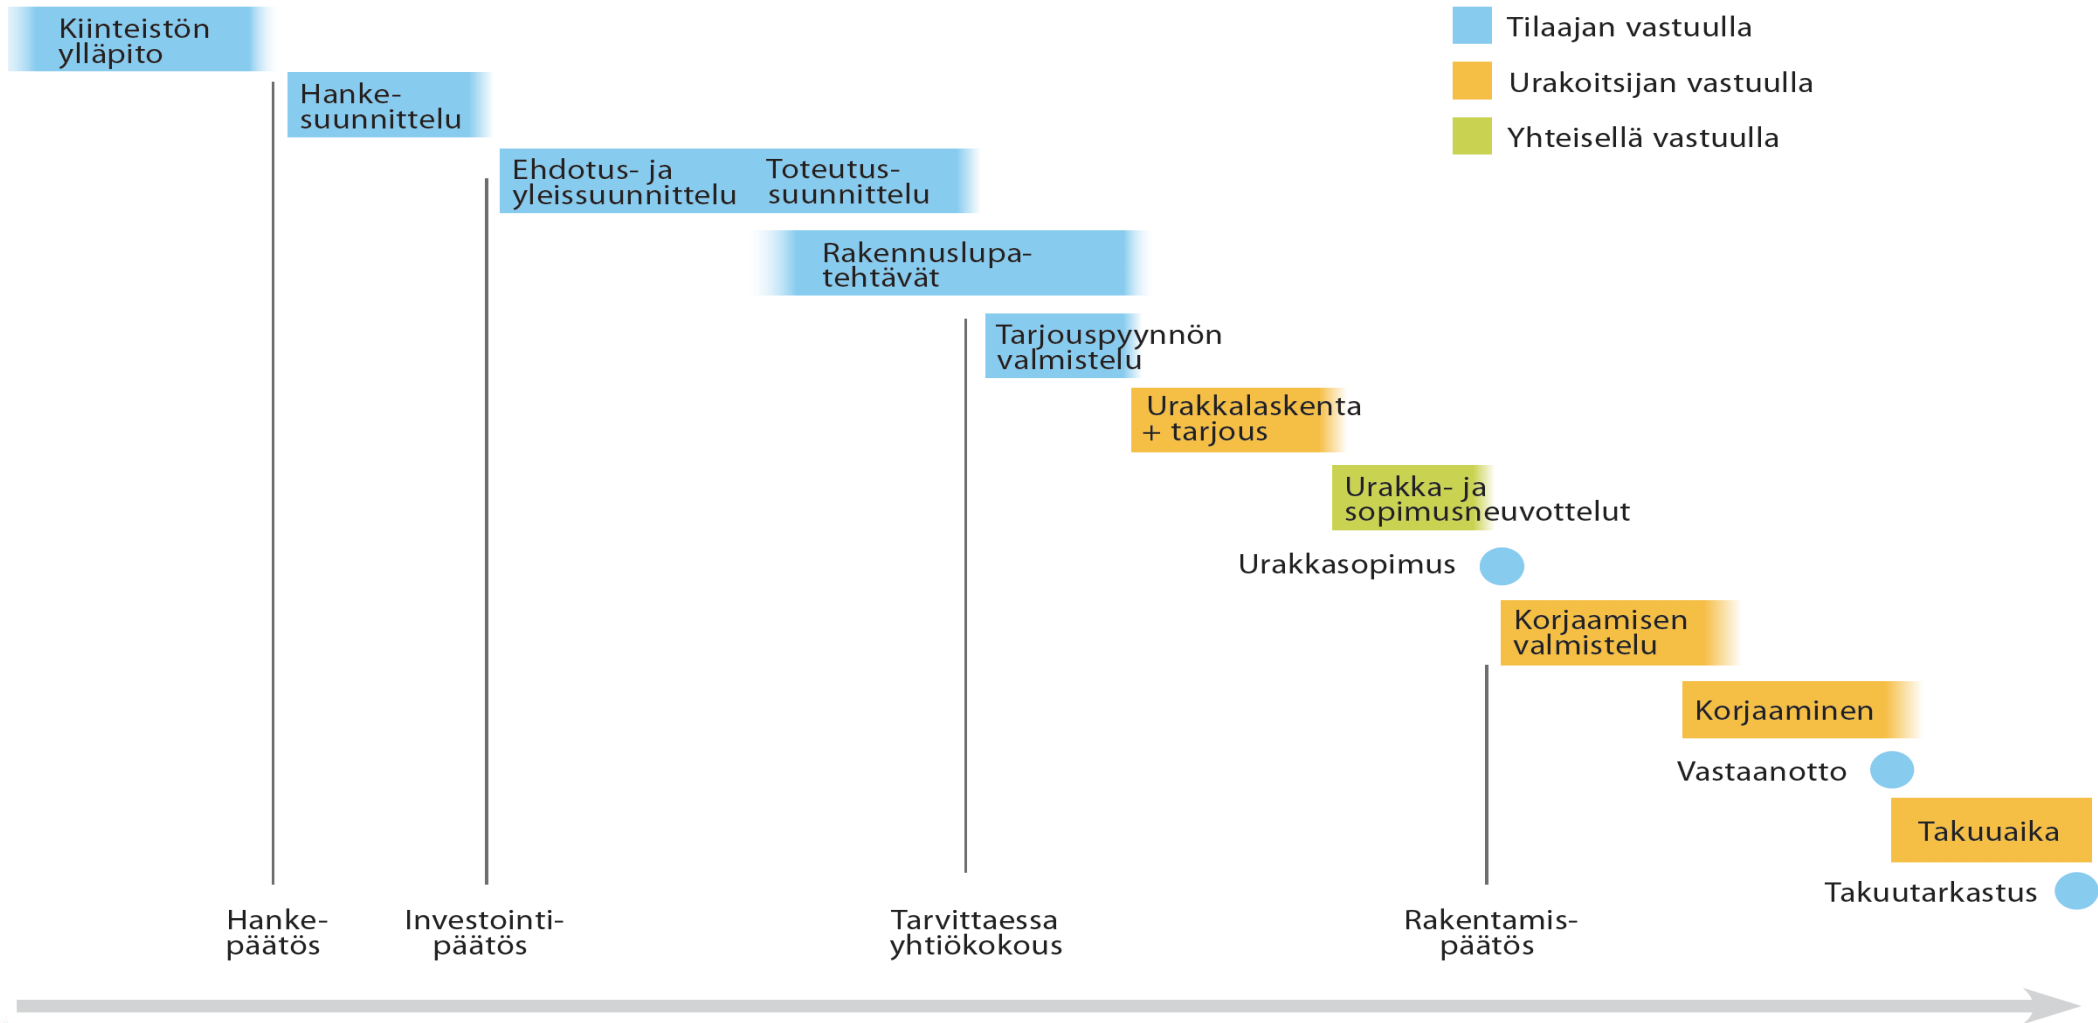 Kiinteistön
ylläpito
Tilaajan vastuulla
Urakoitsijan vastuulla
Yhteisellä vastuulla
Hanke-
suunnittelu
Ehdotus- ja
yleissuunnittelu
Toteutus-
suunnittelu
Rakennuslupa-
tehtävät
Tarjouspyynnön
valmistelu
Urakkalaskenta
+ tarjous
Urakka- ja
sopimusneuvottelut
Urakkasopimus
Korjaamisen
valmistelu
Korjaaminen
Vastaanotto
Takuuaika
Takuutarkastus
Hanke-
päätös
Investointi-
päätös
Tarvittaessa
yhtiökokous
Rakentamis-
päätös